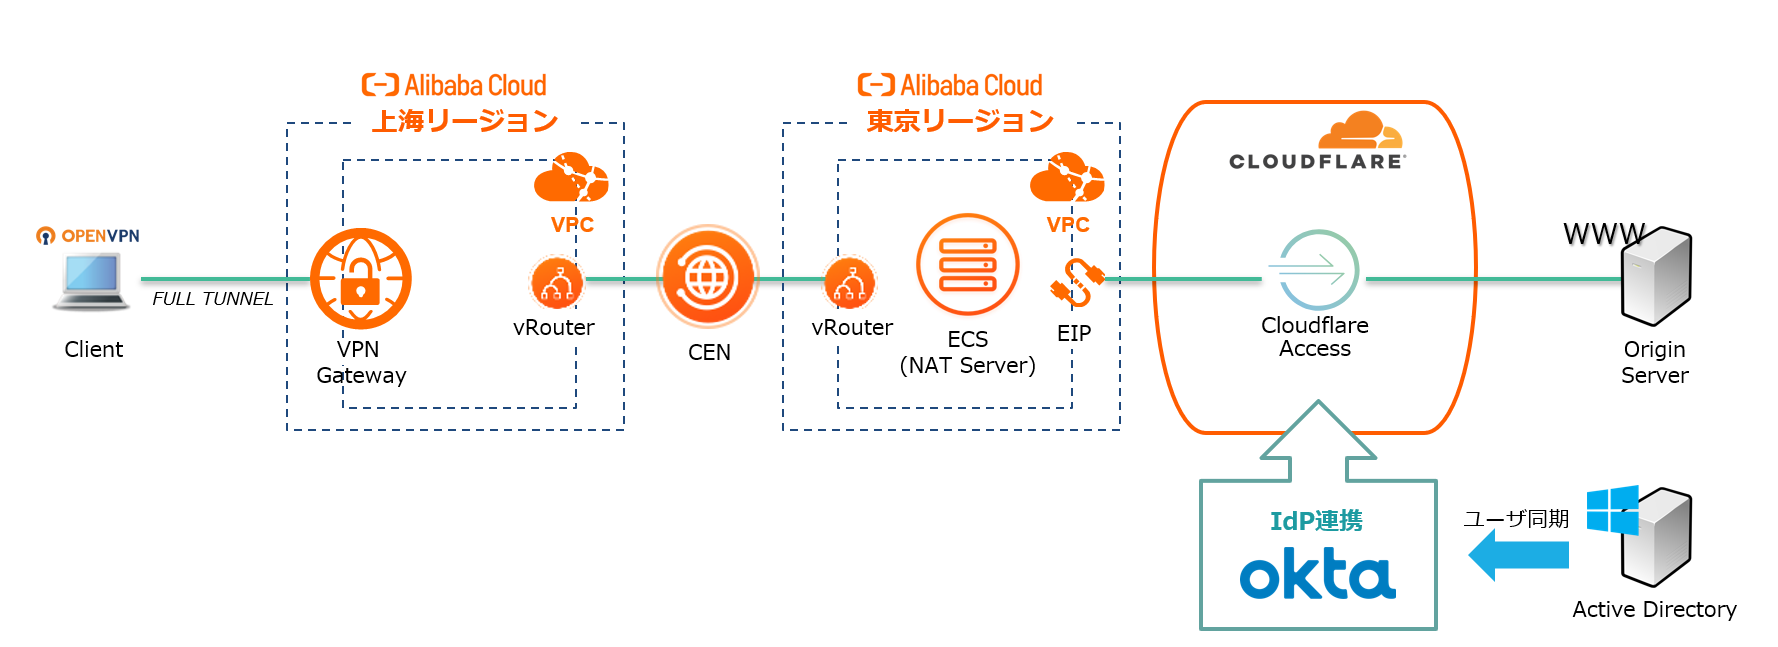 Alibaba Cloud
上海リージョン
Alibaba Cloud
東京リージョン
CLOUDFLARE
VPC
VPC
OPENVPN
WWW
FULL TUNNEL
Client
VPN
Gateway
vRouter
CEN
vRouter
ECS
(NAT Server)
EIP
Cloudflare
Access
Origin
Server
IdP連携
okta
ユーザ同期
Active Directory